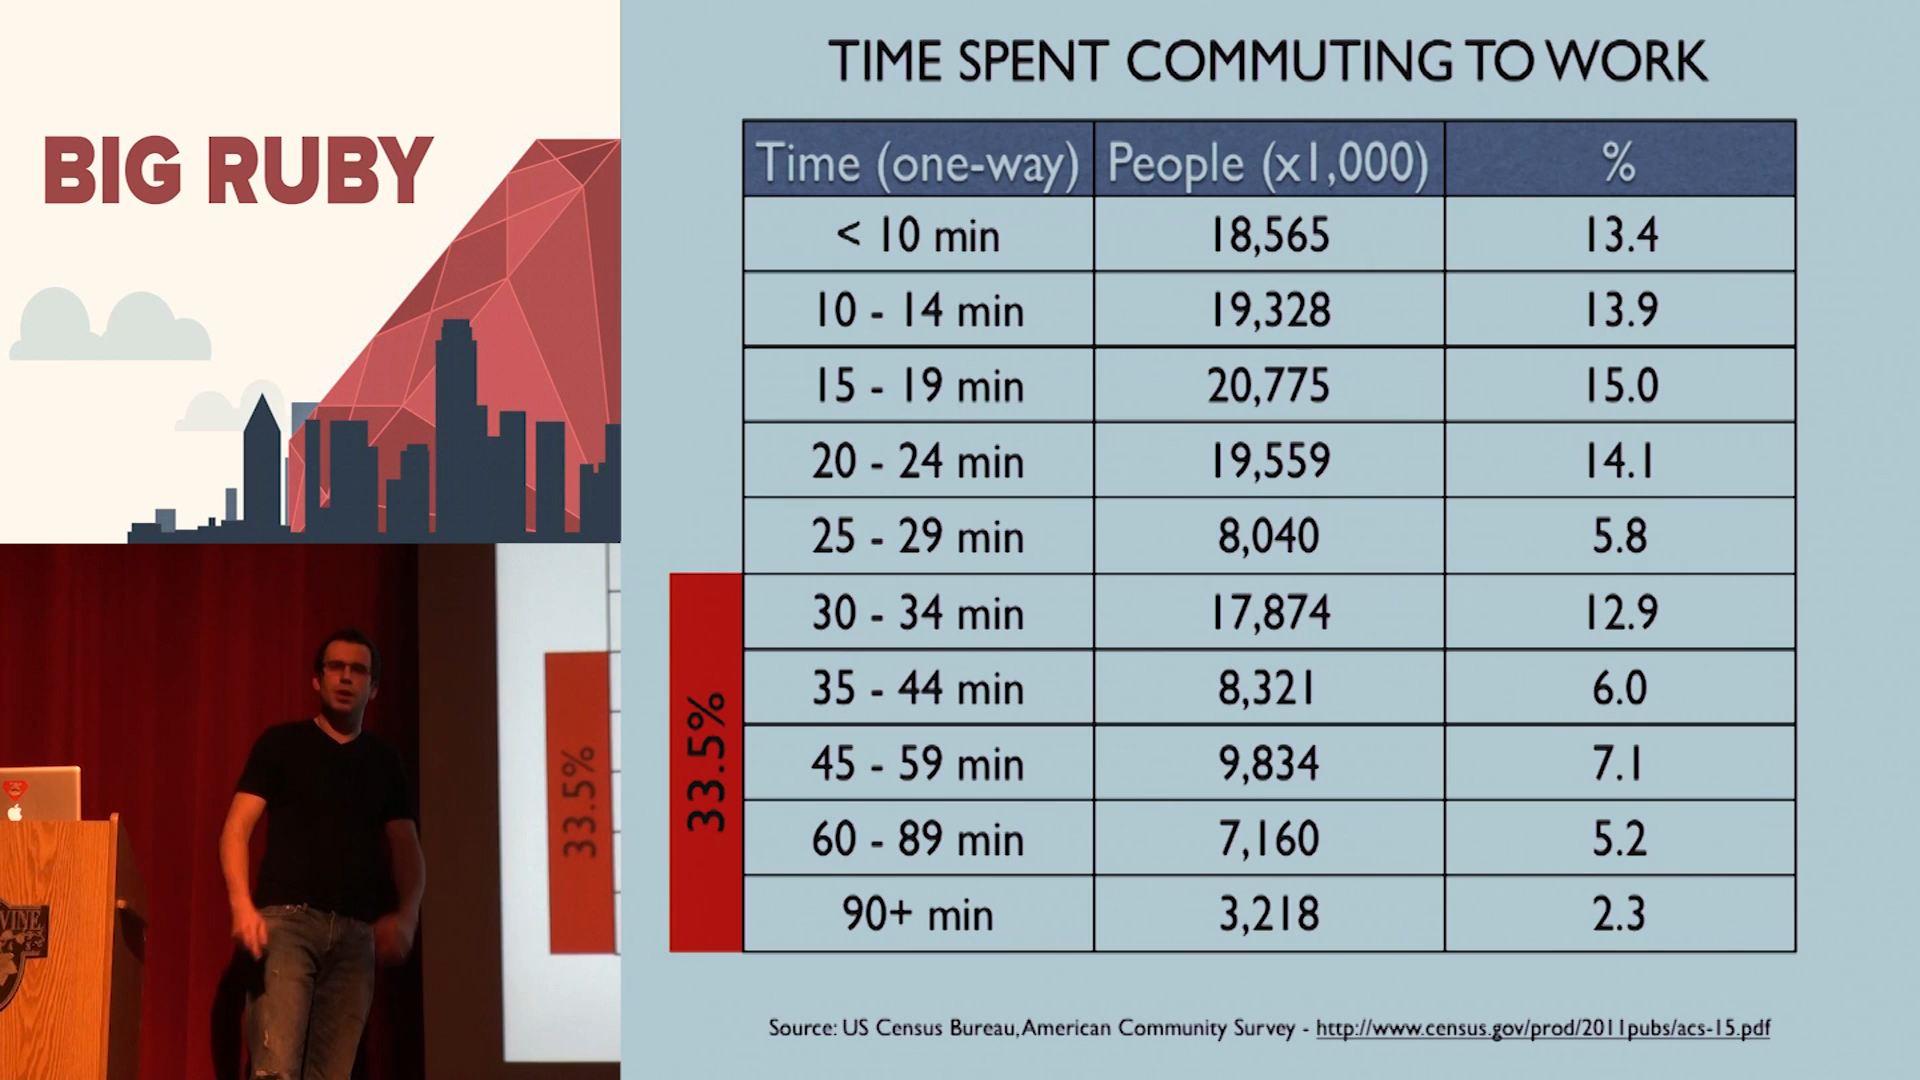 BIG RUBY
TIME SPENT COMMUTING TO WORK
Time (one-way) People (x1,000) %
< 10 min 18,565 13.4
10 - 14 min 19,328 13.9
15 - 19 min 20,775 15.0
20 - 24 min 19,559 14.1
25 - 29 min 8,040 5.8
30 - 34 min 17,874 12.9
35 - 44 min 8,321 6.0
45 - 59 min 9,834 7.1
60 - 89 min 7,160 5.2
90+ min 3,218 2.3
33.5%
Source: US Census Bureau, American Community Survey - http://www.census.gov/prod/2011pubs/acs-15.pdf
33.5%
VINE